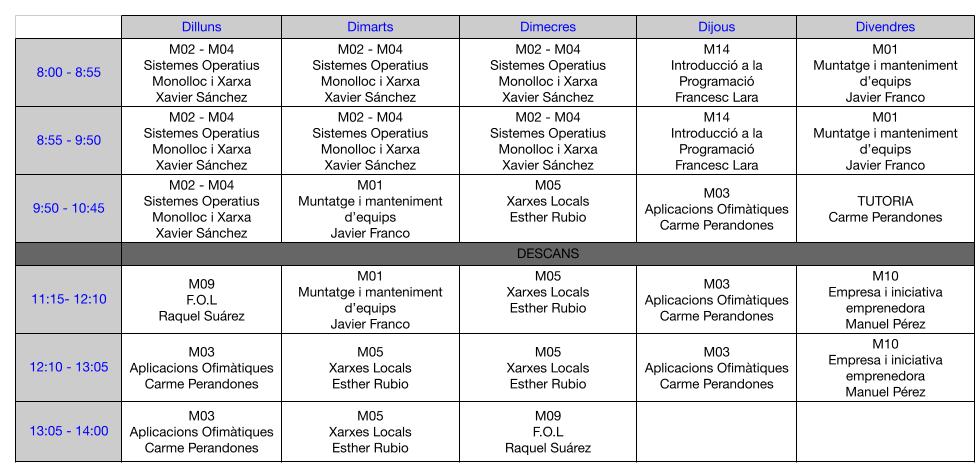 Dilluns Dimarts Dimecres Dijous Divendres
8:00 - 8:55
M02 - M04
Sistemes Operatius
Monolloc i Xarxa
Xavier Sánchez
M02 - M04
Sistemes Operatius
Monolloc i Xarxa
Xavier Sánchez
M02 - M04
Sistemes Operatius
Monolloc i Xarxa
Xavier Sánchez
M14
Introducció a la
Programació
Francesc Lara
M01
Muntatge i manteniment
d'equips
Javier Franco
8:55 - 9:50
M02 - M04
Sistemes Operatius
Monolloc i Xarxa
Xavier Sánchez
M02 - M04
Sistemes Operatius
Monolloc i Xarxa
Xavier Sánchez
M02 - M04
Sistemes Operatius
Monolloc i Xarxa
Xavier Sánchez
M14
Introducció a la
Programació
Francesc Lara
M01
Muntatge i manteniment
d'equips
Javier Franco
9:50 - 10:45
M02 - M04
Sistemes Operatius
Monolloc i Xarxa
Xavier Sánchez
M01
Muntatge i manteniment
d'equips
Javier Franco
M05
Xarxes Locals
Esther Rubio
M03
Aplicacions Ofimàtiques
Carme Perandones
TUTORIA
Carme Perandones
DESCANS
11:15- 12:10
M09
F.O.L
Raquel Suárez
M01
Muntatge i manteniment
d'equips
Javier Franco
M05
Xarxes Locals
Esther Rubio
M03
Aplicacions Ofimàtiques
Carme Perandones
M10
Empresa i iniciativa
emprenedora
Manuel Pérez
12:10 - 13:05
M03
Aplicacions Ofimàtiques
Carme Perandones
M05
Xarxes Locals
Esther Rubio
M05
Xarxes Locals
Esther Rubio
M03
Aplicacions Ofimàtiques
Carme Perandones
M10
Empresa i iniciativa
emprenedora
Manuel Pérez
13:05 - 14:00
M03
Aplicacions Ofimàtiques
Carme Perandones
M05
Xarxes Locals
Esther Rubio
M09
F.O.L
Raquel Suárez